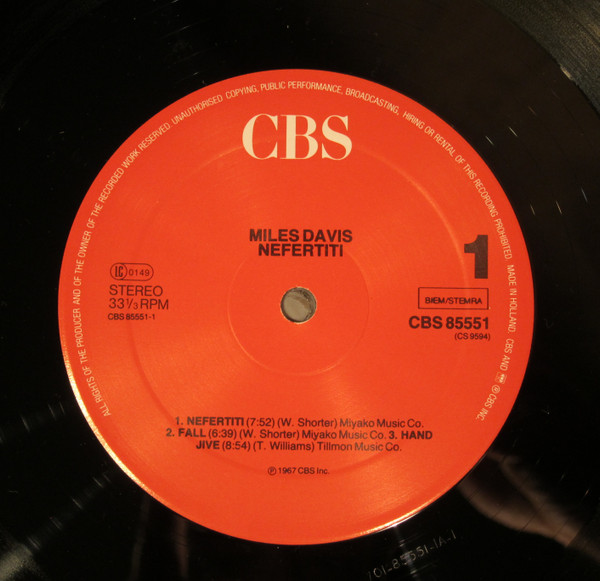 ALL RIGHTS OF THE PRODUCER AND OF THE OWNER OF THE RECORDED WORK RESERVED. UNAUTHORISED COPYING, PUBLIC PERFORMANCE, BROADCASTING, HIRING OR RENTAL OF THIS RECORDING PROHIBITED. MADE IN HOLLAND. CBS AND ® CBS INC.
CBS
MILES DAVIS
NEFERTITI
1
LC 0149
STEREO
33⅓ RPM
CBS 85551-1
BIEM/STEMRA
CBS 85551
(CS 9594)
1. NEFERTITI (7:52) (W. Shorter) Miyako Music Co.
2. FALL (6:39) (W. Shorter) Miyako Music Co. 3. HAND
JIVE (8:54) (T. Williams) Tillmon Music Co.
℗ 1967 CBS Inc.
701-85551-1A-1